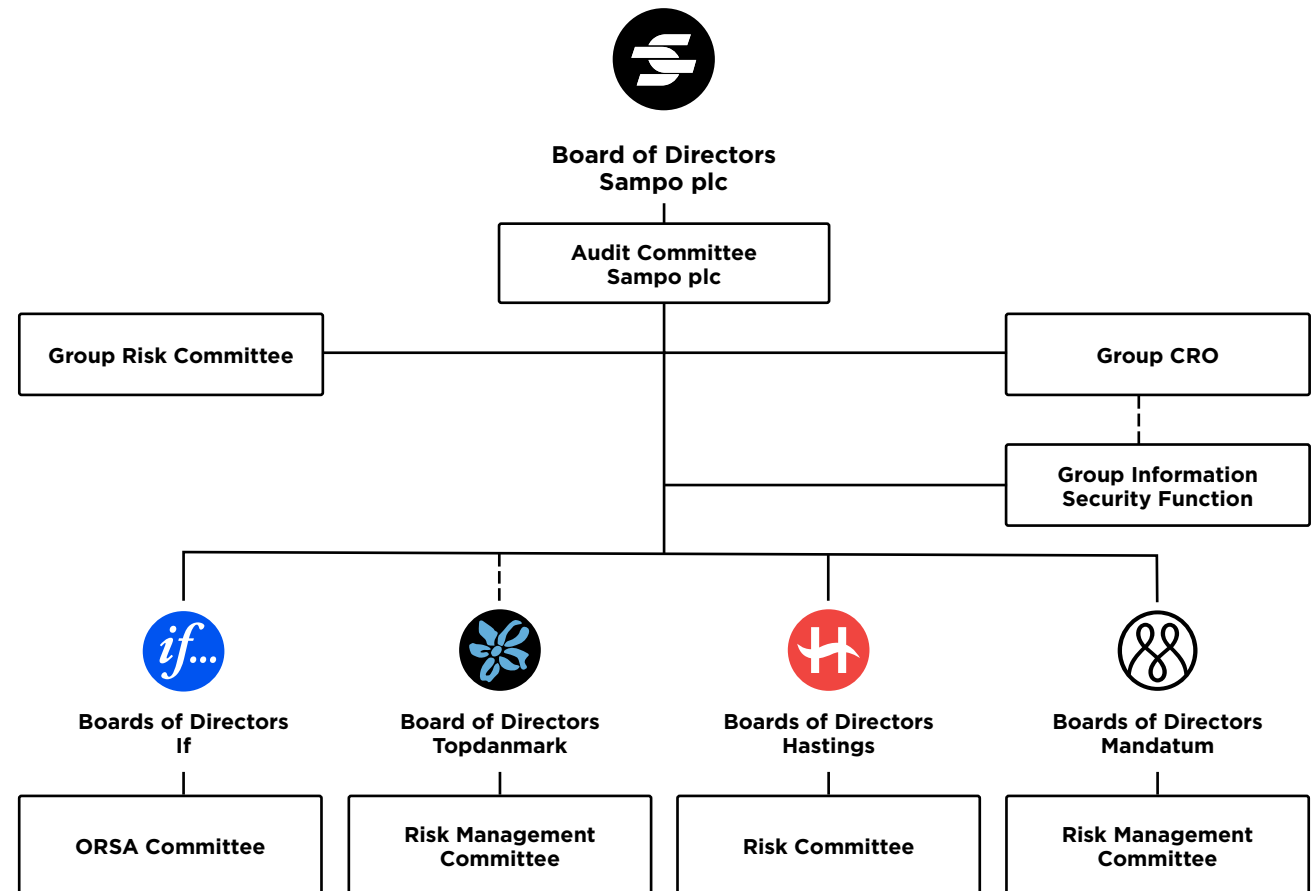 Board of Directors
Sampo plc
Audit Committee
Sampo plc
Group Risk Committee
Group CRO
Group Information
Security Function
if...
H
Boards of Directors
If
Board of Directors
Topdanmark
Boards of Directors
Hastings
Boards of Directors
Mandatum
ORSA Committee
Risk Management
Committee
Risk Committee
Risk Management
Committee